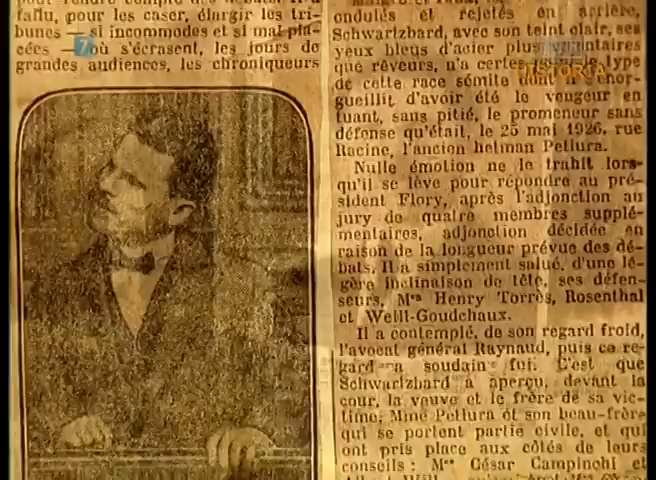 faflu, pour les caser, élargir les tri-
bunes — si incommodes et si mal pla-
cées — où s'écrasent, les jours de
grandes audiences, les chroniqueurs
7
ondulés et rejetés en arrière,
Schwartzbard, avec son teint clair, ses
yeux bleus d'acier plus
que rêveurs, n'a certes le type
de cette race sémite dont il s'enor-
gueillit d'avoir été le vengeur en
tuant, sans pitié, le promeneur sans
défense qu'était, le 25 mai 1926, rue
Racine, l'ancien hetman Petlura.
Nulle émotion ne le trahit lors-
qu'il se lève pour répondre au pré-
sident Flory, après l'adjonction au
jury de quatre membres supplé-
mentaires, adjonction décidée en
raison de la longueur prévue des dé-
bats. Il a simplement salué, d'une lé-
gère inclinaison de tête, ses défen-
seurs, Mes Henry Torrès, Rosenthal
et Weill-Goudchaux.
Il a contemplé, de son regard froid,
l'avocat général Raynaud, puis ce re-
gard a soudain fui. C'est que
Schwartzbard a aperçu, devant la
cour, la veuve et le frère de sa vic-
time; Mme Petlura et son beau-frère
qui se portent partie civile, et qui
ont pris place aux côtés de leurs
conseils : Mes César Campinchi et